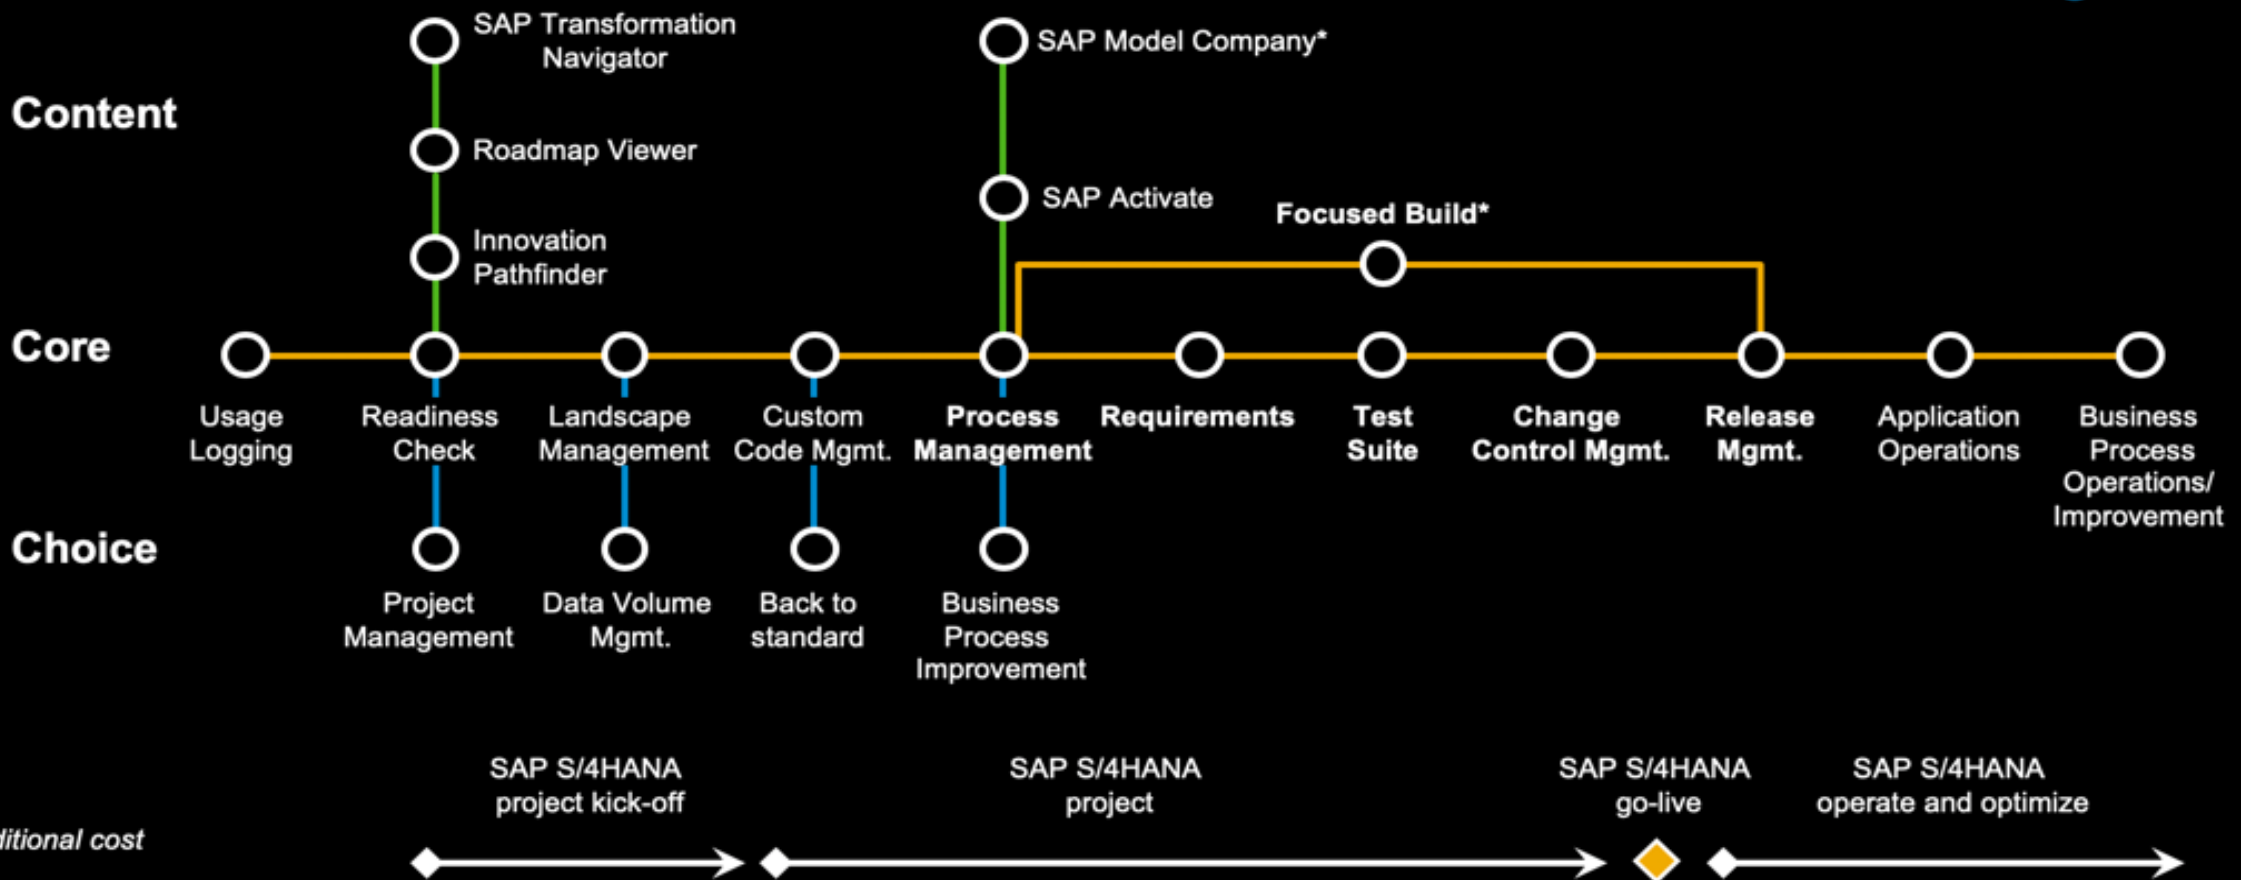 SAP Transformation
Navigator
SAP Model Company*
Content
Roadmap Viewer
SAP Activate
Focused Build*
Innovation
Pathfinder
Core
Usage
Logging
Readiness
Check
Landscape
Management
Custom
Code Mgmt.
Process
Management
Requirements
Test
Suite
Change
Control Mgmt.
Release
Mgmt.
Application
Operations
Business
Process
Operations/
Improvement
Choice
Project
Management
Data Volume
Mgmt.
Back to
standard
Business
Process
Improvement
SAP S/4HANA
project kick-off
SAP S/4HANA
project
SAP S/4HANA
go-live
SAP S/4HANA
operate and optimize
cost